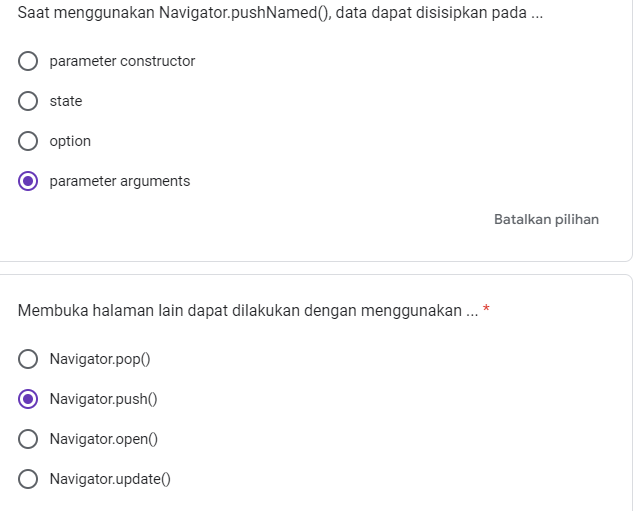 Saat menggunakan Navigator.pushNamed(), data dapat disisipkan pada ...
parameter constructor
state
option
parameter arguments
Batalkan pilihan
Membuka halaman lain dapat dilakukan dengan menggunakan ... *
Navigator.pop()
Navigator.push()
Navigator.open()
Navigator.update()